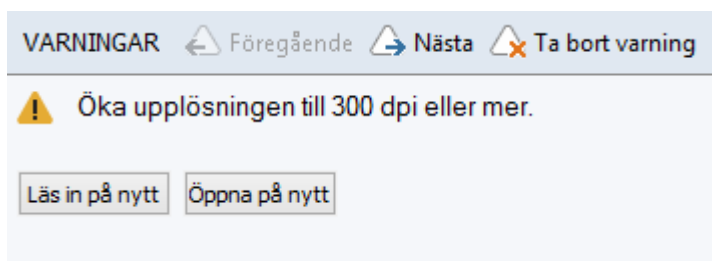 VARNINGAR Föregående Nästa Ta bort varning
Öka upplösningen till 300 dpi eller mer.
Läs in på nytt Öppna på nytt